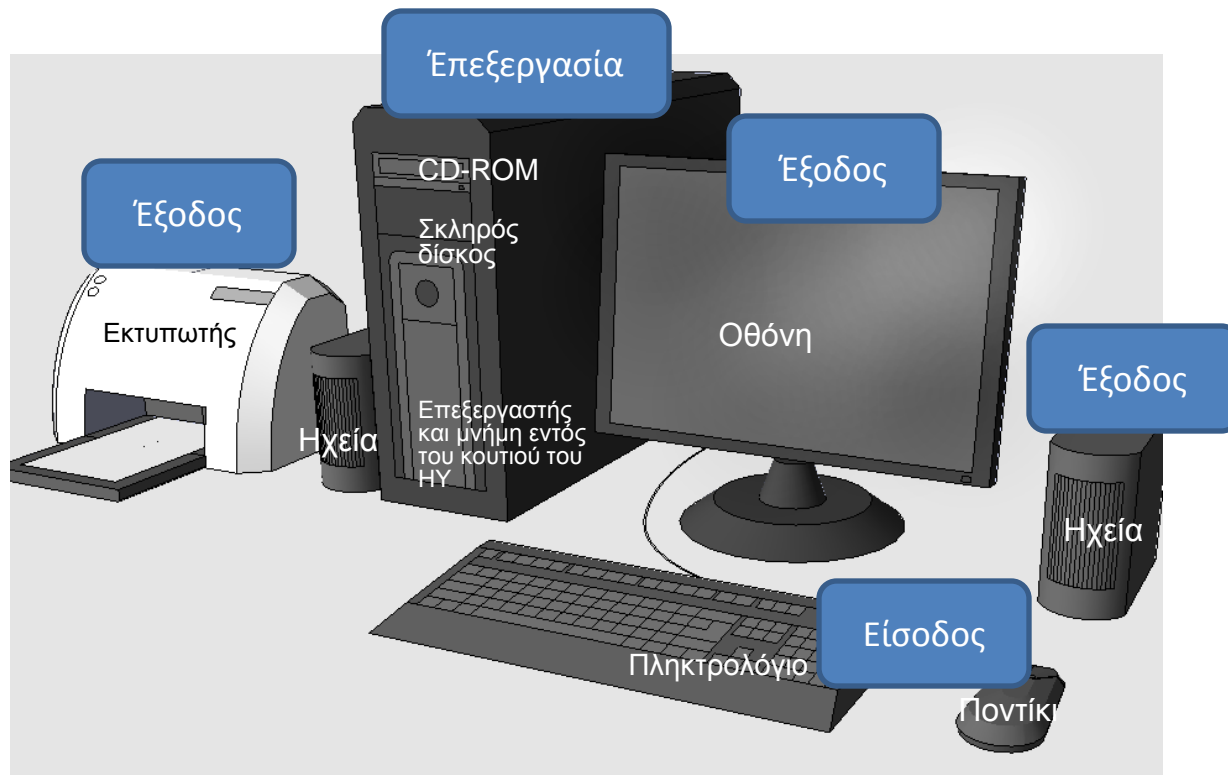 Έπεξεργασία
CD-ROM
Έξοδος
Έξοδος
Σκληρός
δίσκος
Εκτυπωτής
Οθόνη
Έξοδος
Επεξεργαστής
και μνήμη εντός
του κουτιού του
ΗΥ
Ηχεία
Ηχεία
Είσοδος
Πληκτρολόγιο
Ποντίκι